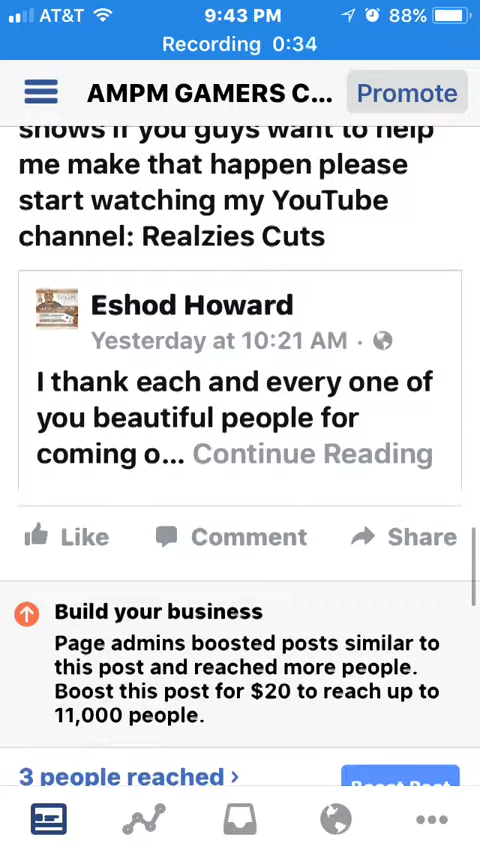 AT&T 9:43 PM 88%
Recording 0:34
AMPM GAMERS C... Promote
shows if you guys want to help
me make that happen please
start watching my YouTube
channel: Realzies Cuts
Eshod Howard
Yesterday at 10:21 AM ·
I thank each and every one of
you beautiful people for
coming o... Continue Reading
Like Comment Share
Build your business
Page admins boosted posts similar to
this post and reached more people.
Boost this post for $20 to reach up to
11,000 people.
3 people reached >
Boost Post